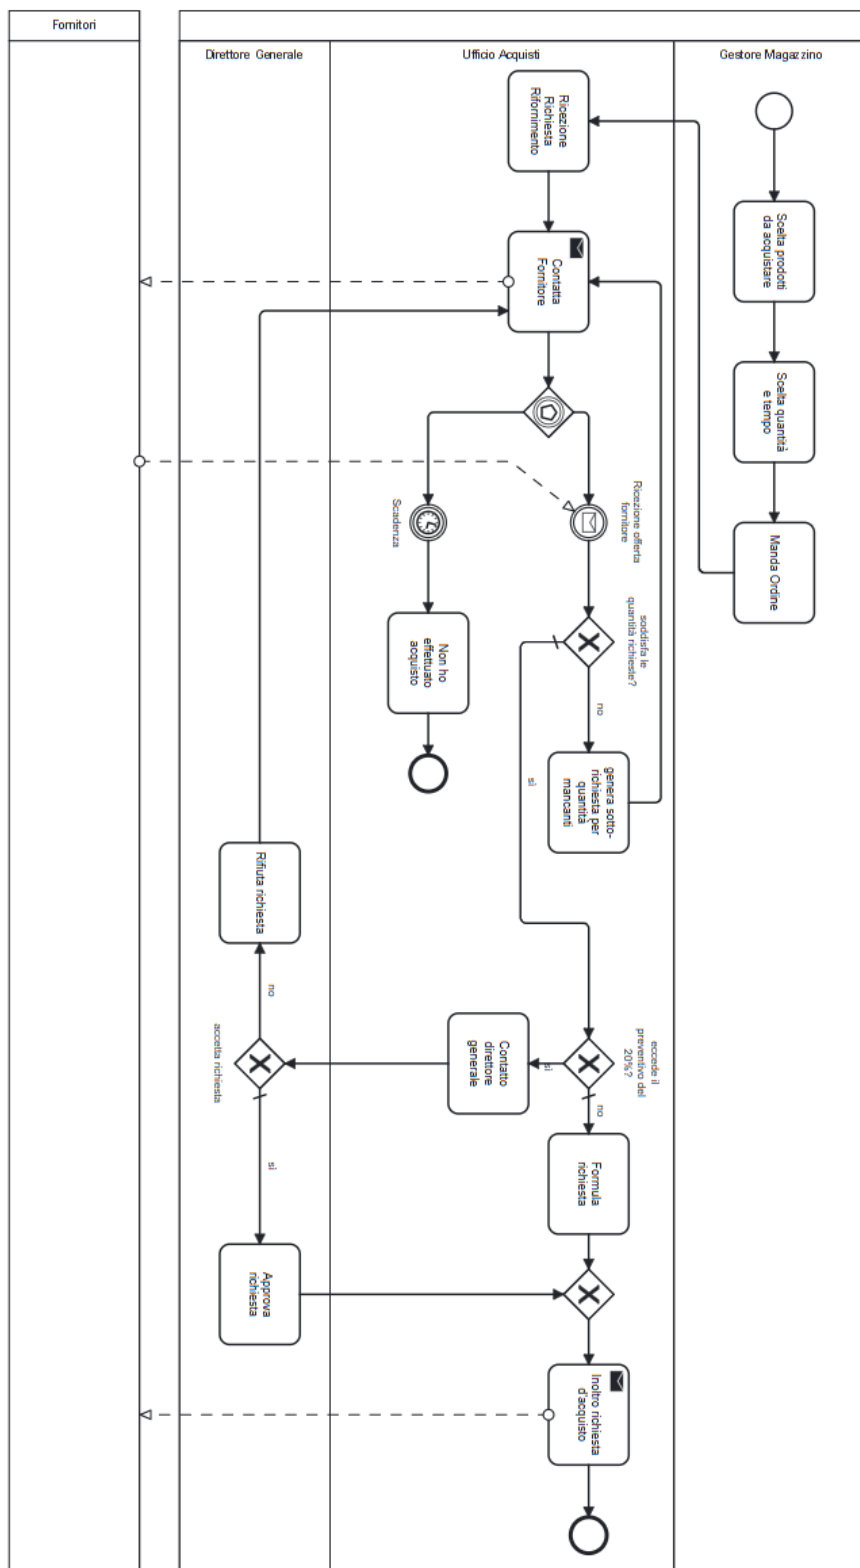 Fornitori
Direttore Generale
Ufficio Acquisti
Gestore Magazzino
Ricezione
Richiesta
Rifornimento
Scelta prodotti
da acquistare
Contatta
Fornitore
Scelta quantità
e tempo
Ricezione offerta
fornitore
Scadenza
Manda Ordine
soddisfa le
quantità richieste?
Non ho
effettuato
acquisto
no
sì
genera sotto-
richiesta per
quantità
mancanti
Rifiuta richiesta
no
accetta richiesta
sì
Contatto
direttore
generale
sì
eccede il
preventivo del
20%?
no
Formula
richiesta
Approva
richiesta
Inoltro richiesta
d'acquisto